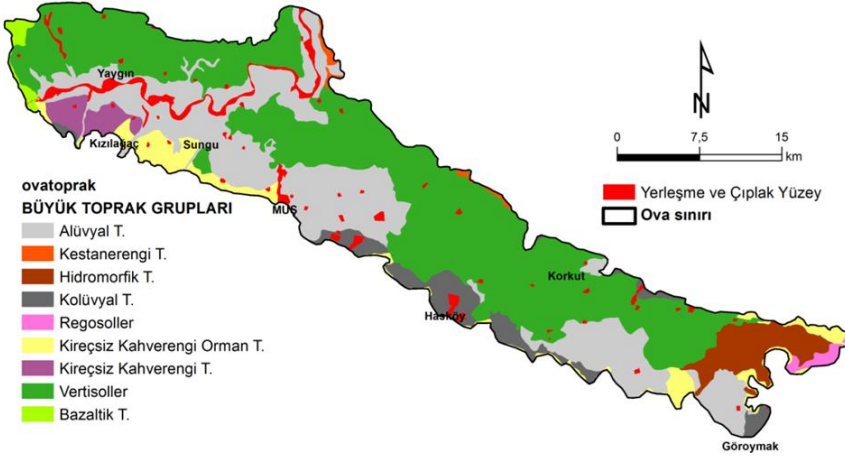 Yaygın
Kızılağaç
Sungu
MUŞ
Hasköy
Korkut
Göroymak
N
0 7,5 15
km
Yerleşme ve Çıplak Yüzey
Ova sınırı
ovatoprak
BÜYÜK TOPRAK GRUPLARI
Alüvyal T.
Kestanerengi T.
Hidromorfik T.
Kolüvyal T.
Regosoller
Kireçsiz Kahverengi Orman T.
Kireçsiz Kahverengi T.
Vertisoller
Bazaltik T.